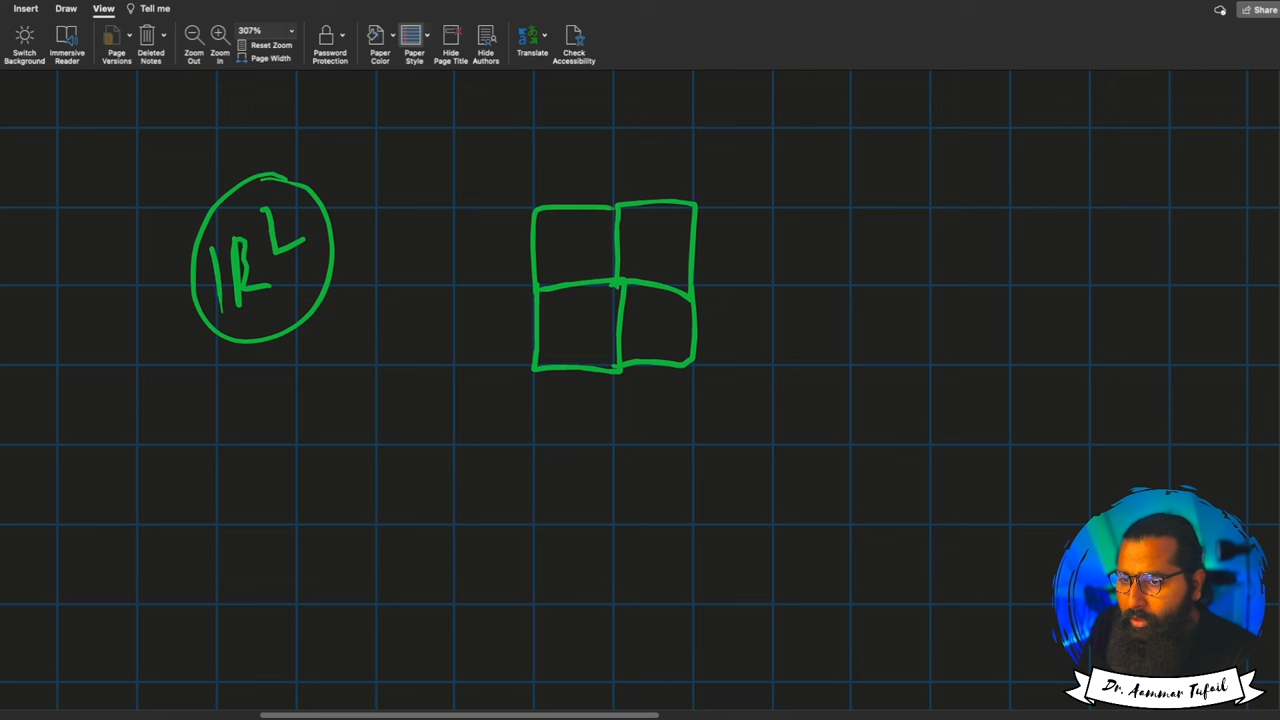 Insert Draw View Tell me Share
307%
Reset Zoom
Page Width
Switch Background
Immersive Reader
Page Versions
Deleted Notes
Zoom Out
Zoom In
Password Protection
Paper Color
Paper Style
Hide Page Title
Hide Authors
Translate
Check Accessibility
Dr. Aammar Tufail